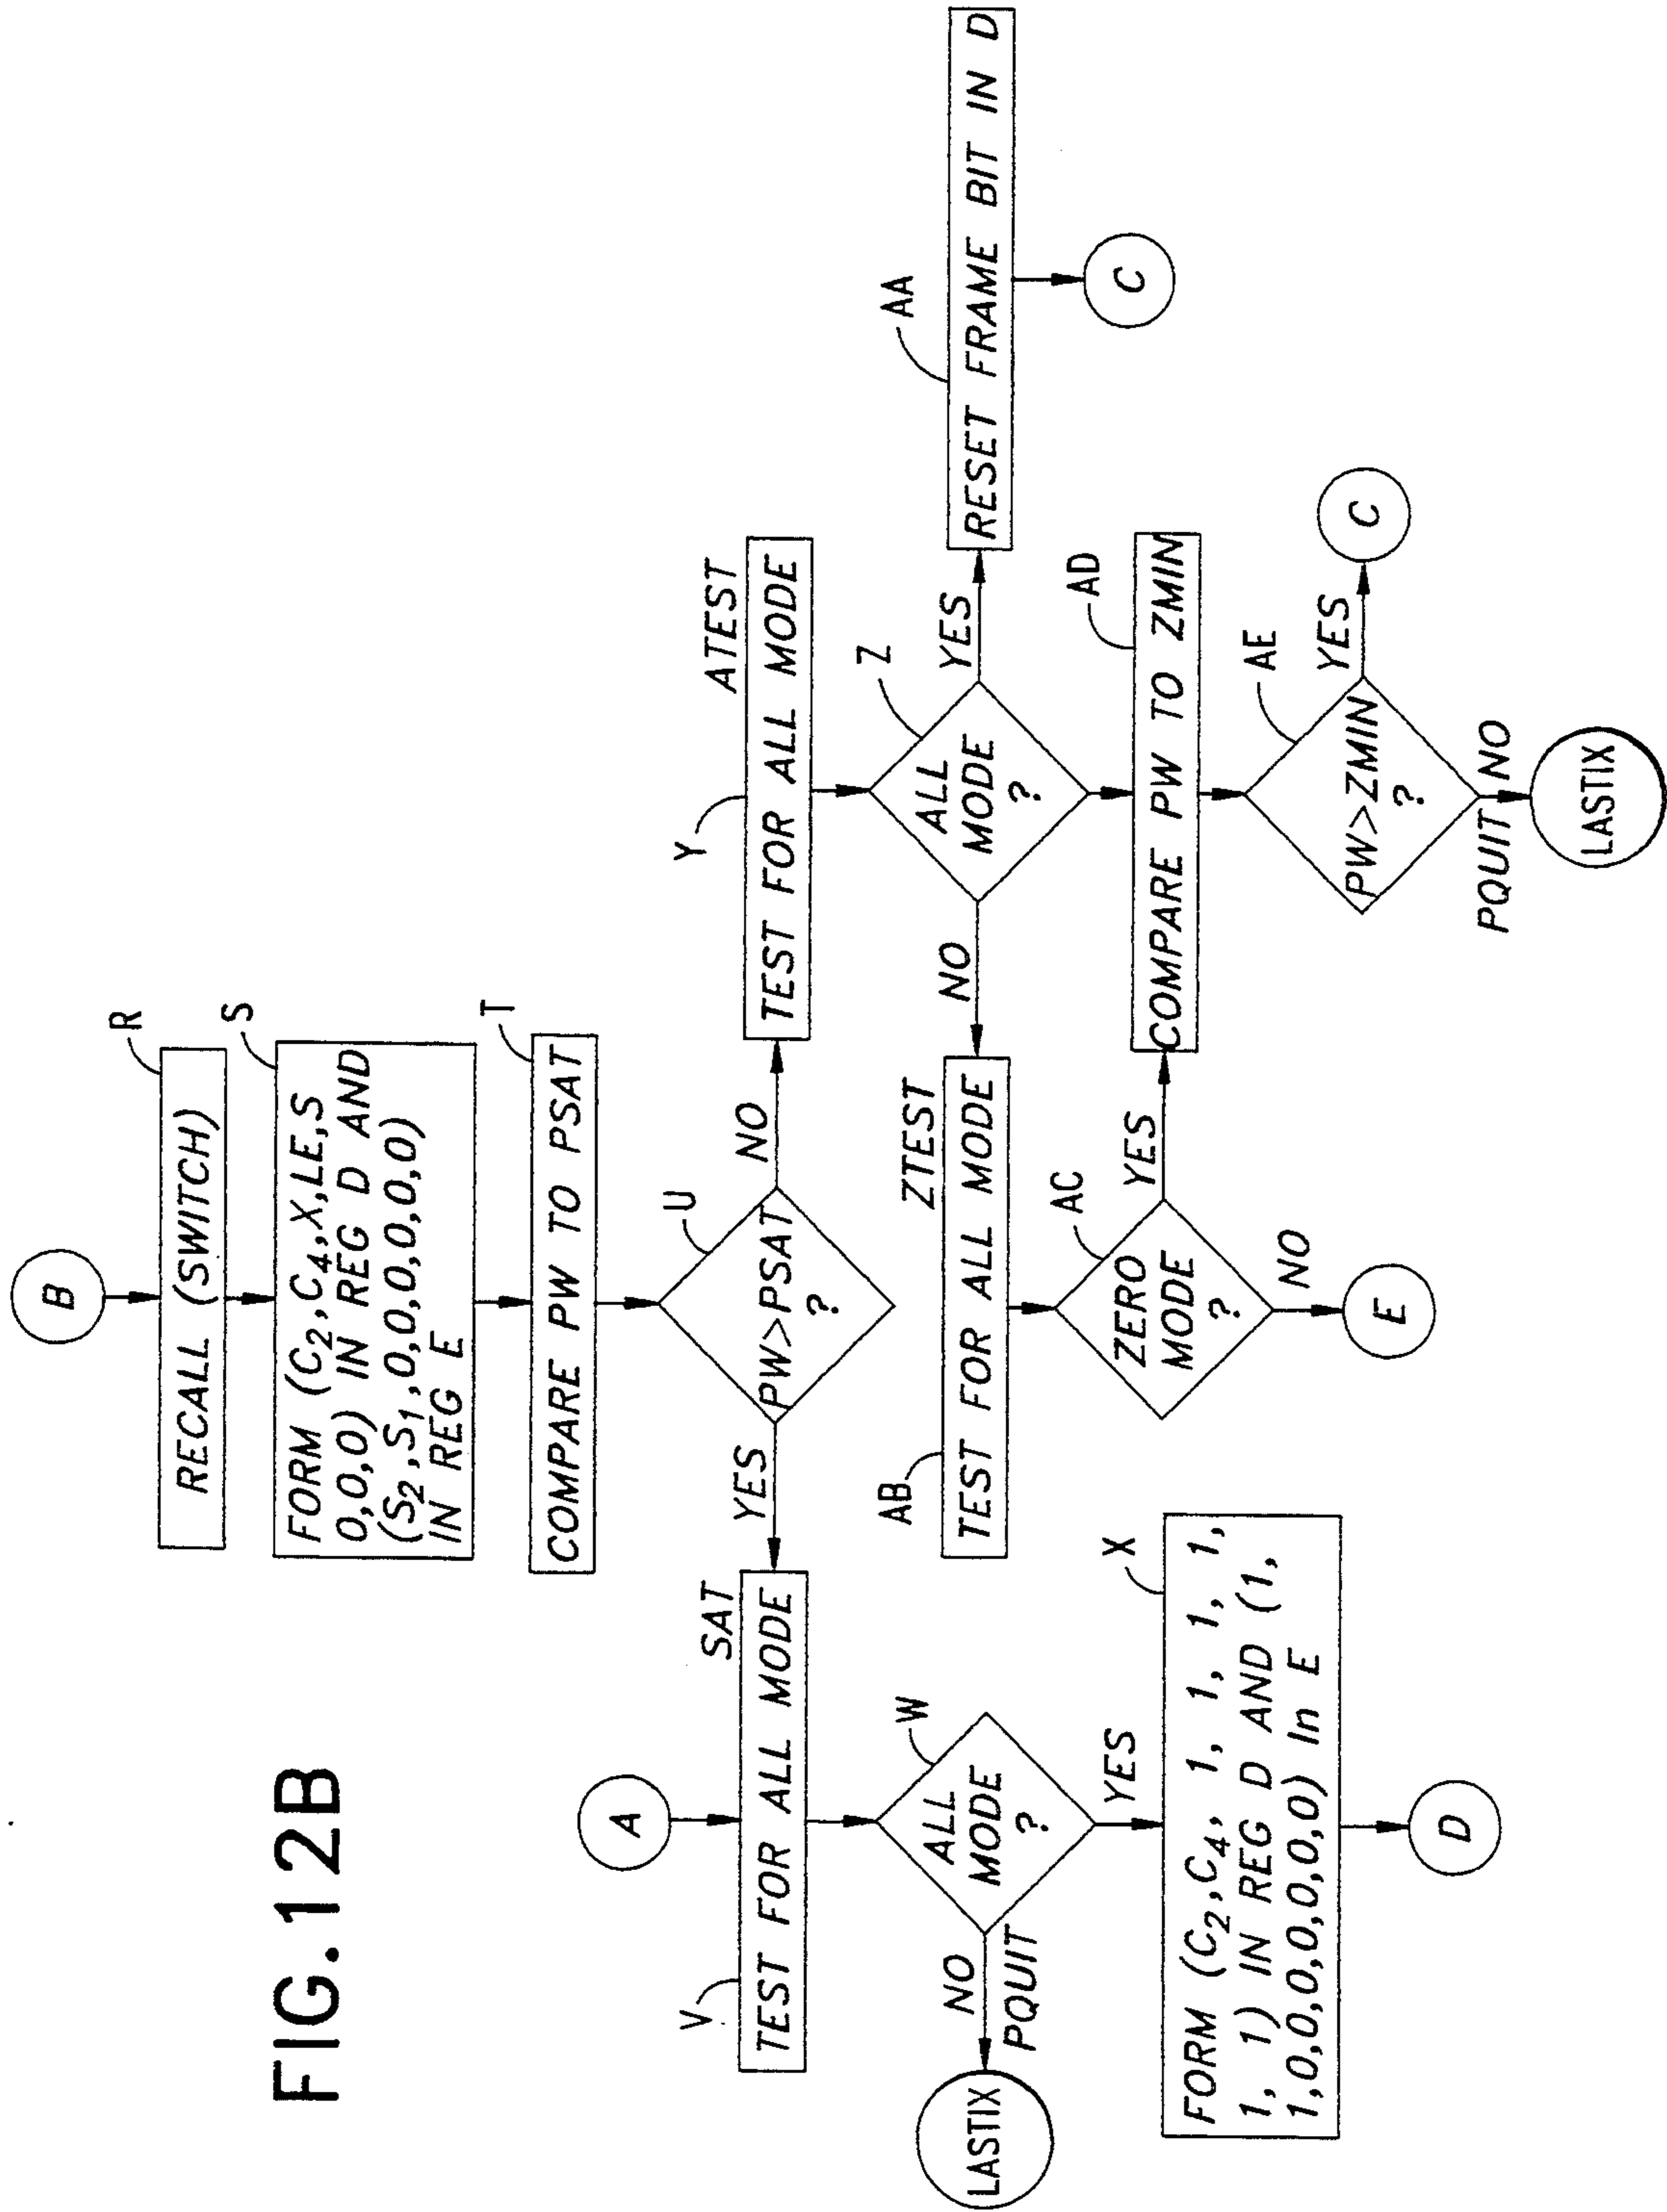 FIG.12B
B
R
RECALL (SWITCH)
S
FORM (C₂,C₄,X,LE,S
0,0,0) IN REG D AND
(S₂,S₁,0,0,0,0,0,0)
IN REG E
T
COMPARE PW TO PSAT
U
PW>PSAT
?
YES
NO
A
SAT
V
TEST FOR ALL MODE
W
ALL
MODE
?
NO
PQUIT
LASTIX
YES
X
FORM (C₂,C₄, 1, 1, 1, 1,
1, 1) IN REG D AND (1,
1,0,0,0,0,0,0) In E
D
ATEST
Y
TEST FOR ALL MODE
Z
ALL
MODE
?
NO
YES
AA
RESET FRAME BIT IN D
C
ZTEST
AB
TEST FOR ALL MODE
AC
ZERO
MODE
?
YES
NO
E
AD
COMPARE PW TO ZMIN
AE
PW>ZMIN
?
YES
C
PQUIT NO
LASTIX